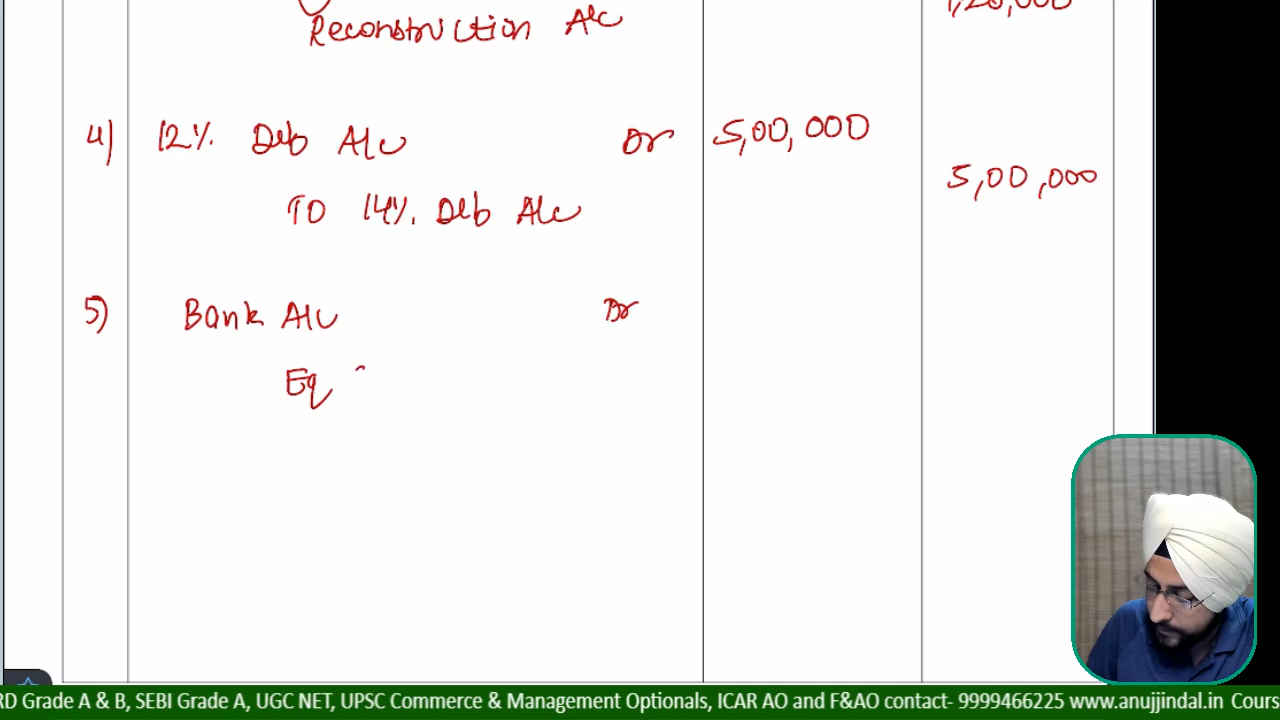 Reconstruction A/c
4) 12% Deb A/c Dr 5,00,000
To 14% Deb A/c 5,00,000
5) Bank A/c Dr
Eq
RD Grade A & B, SEBI Grade A, UGC NET, UPSC Commerce & Management Optionals, ICAR AO and F&AO contact- 9999466225 www.anujjindal.in Cours